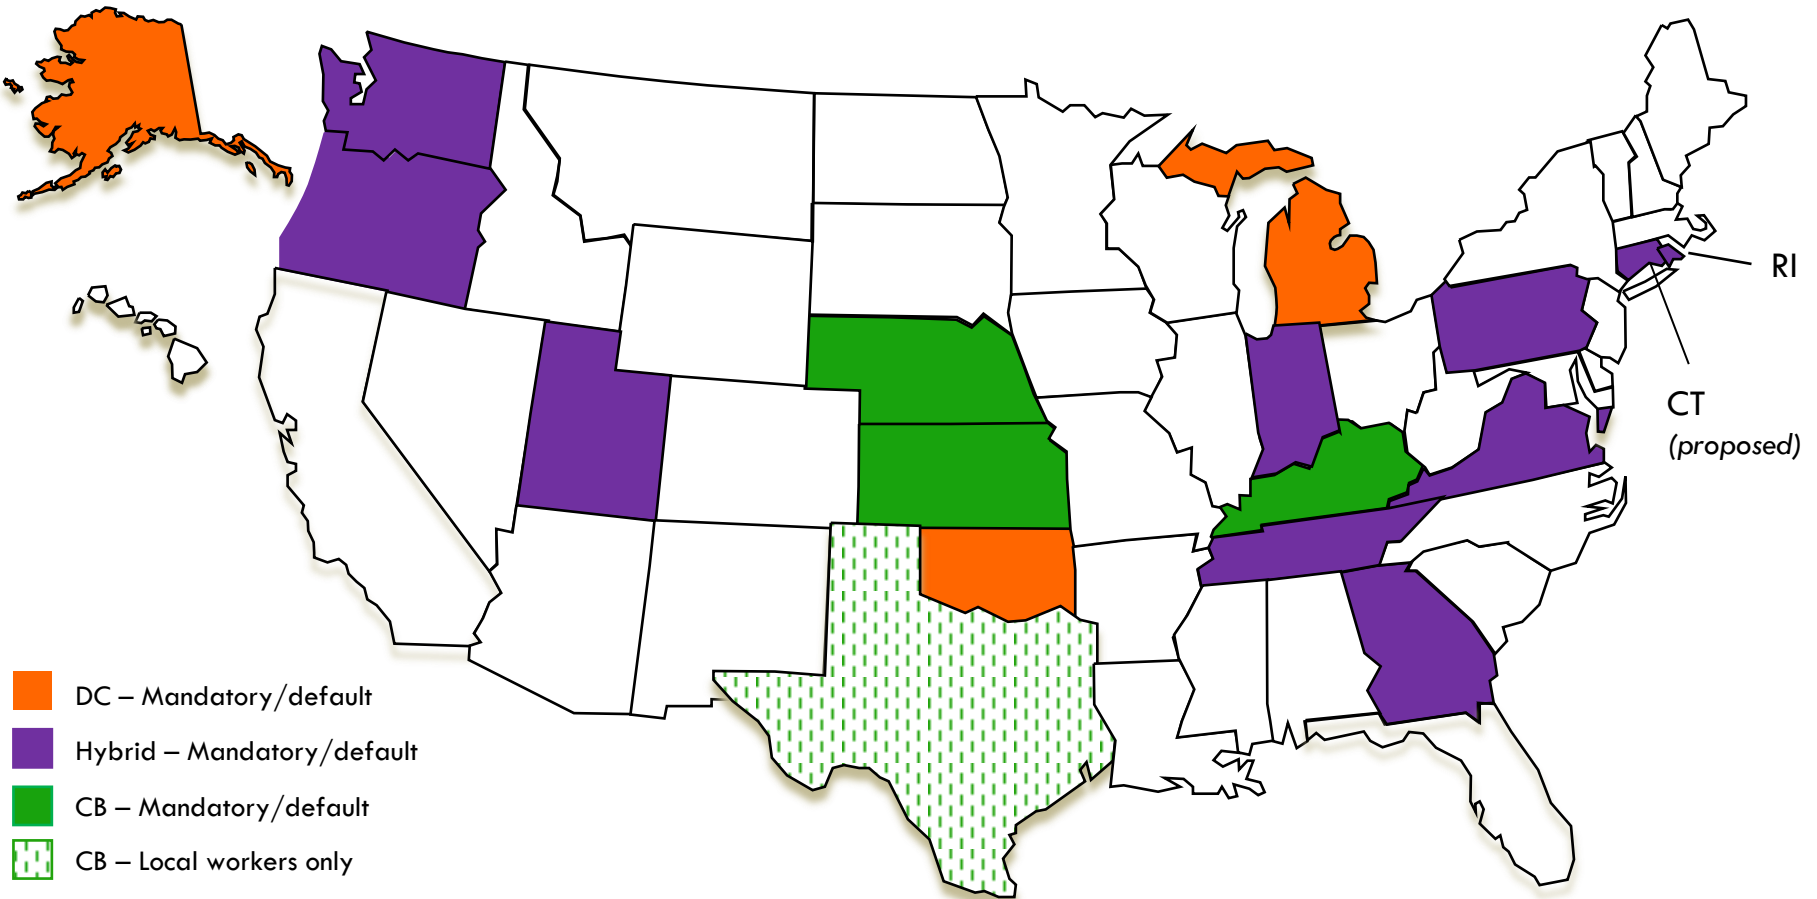 RI
CT
(proposed)
DC – Mandatory/default
Hybrid – Mandatory/default
CB – Mandatory/default
CB – Local workers only